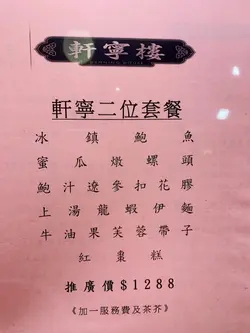 軒寧樓
軒寧二位套餐
冰鎮鮑魚
蜜瓜燉螺頭
鮑汁遼參扣花膠
上湯龍蝦伊麵
牛油果芙蓉帶子
紅棗糕
推廣價$1288
《加一服務費及茶芥》